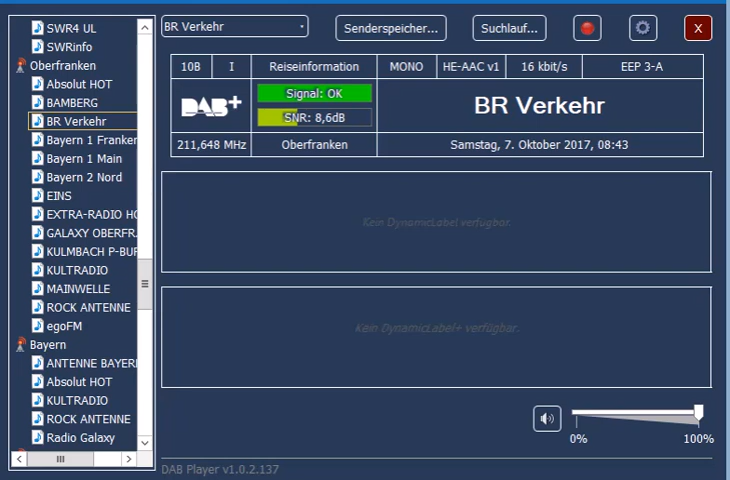 SWR4 UL
SWRinfo
Oberfranken
Absolut HOT
BAMBERG
BR Verkehr
Bayern 1 Franken
Bayern 1 Main
Bayern 2 Nord
EINS
EXTRA-RADIO HO
GALAXY OBERFR
KULMBACH P-BUR
KULTRADIO
MAINWELLE
ROCK ANTENNE
egoFM
Bayern
ANTENNE BAYERN
Absolut HOT
KULTRADIO
ROCK ANTENNE
Radio Galaxy
BR Verkehr
Senderspeicher...
Suchlauf...
X
10B
I
Reiseinformation
MONO
HE-AAC v1
16 kbit/s
EEP 3-A
DAB+
Signal: OK
SNR: 8,6dB
BR Verkehr
211,648 MHz
Oberfranken
Samstag, 7. Oktober 2017, 08:43
Kein DynamicLabel verfügbar.
Kein DynamicLabel+ verfügbar.
0%
100%
DAB Player v1.0.2.137